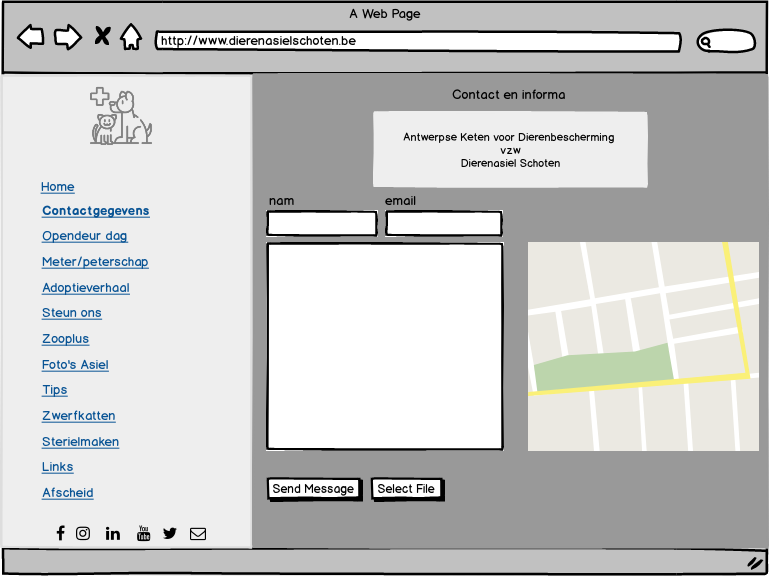 A Web Page
http://www.dierenasielschoten.be
Contact en informa
Antwerpse Keten voor Dierenbescherming
vzw
Dierenasiel Schoten
nam
email
Home
Contactgegevens
Opendeur dag
Meter/peterschap
Adoptieverhaal
Steun ons
Zooplus
Foto's Asiel
Tips
Zwerfkatten
Sterielmaken
Links
Afscheid
Send Message
Select File
You
Tube